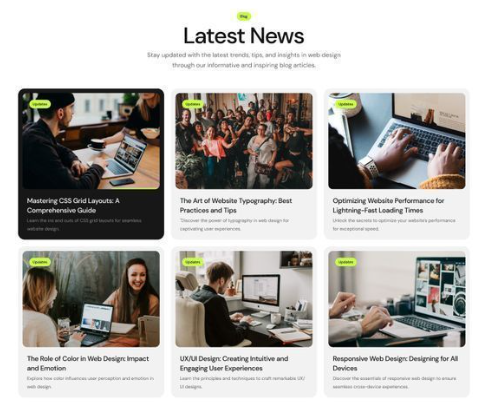 Blog
Latest News
Stay updated with the latest trends, tips, and insights in web design
through our informative and inspiring blog articles.
Updates
Updates
Updates
Mastering CSS Grid Layouts: A
Comprehensive Guide
Learn the ins and outs of CSS grid layouts for seamless
website design.
The Art of Website Typography: Best
Practices and Tips
Discover the power of typography in web design for
captivating user experiences.
Optimizing Website Performance for
Lightning-Fast Loading Times
Unlock the secrets to optimize your website's performance
for exceptional speed.
Updates
Updates
Updates
The Role of Color in Web Design: Impact
and Emotion
Explore how color influences user perception and emotion in
web design.
UX/UI Design: Creating Intuitive and
Engaging User Experiences
Learn the principles and techniques to craft remarkable UX/
UI designs.
Responsive Web Design: Designing for All
Devices
Discover the essentials of responsive web design to ensure
seamless cross-device experiences.